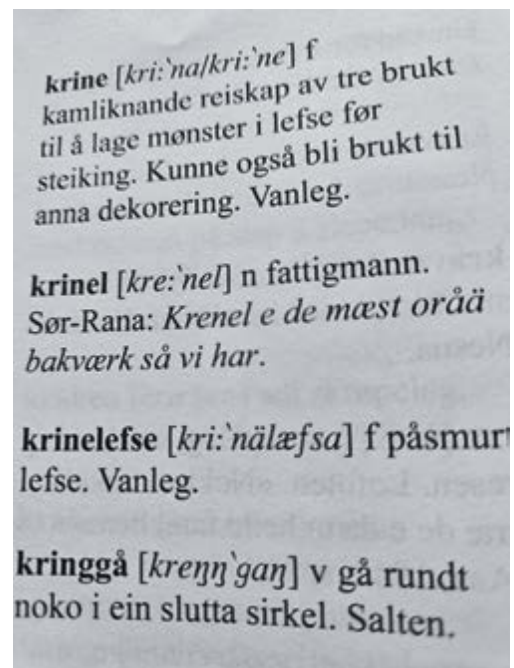 krine [kri:`na/kri:`ne] f
kamliknande reiskap av tre brukt
til å lage mønster i lefse før
steiking. Kunne også bli brukt til
anna dekorering. Vanleg.
krinel [kre:`nel] n fattigmann.
Sør-Rana: Krenel e de mæst oråä
bakværk så vi har.
krinelefse [kri:`nälæfsa] f påsmurt
lefse. Vanleg.
kringgå [kreŋŋ`gaŋ] v gå rundt
noko i ein slutta sirkel. Salten.